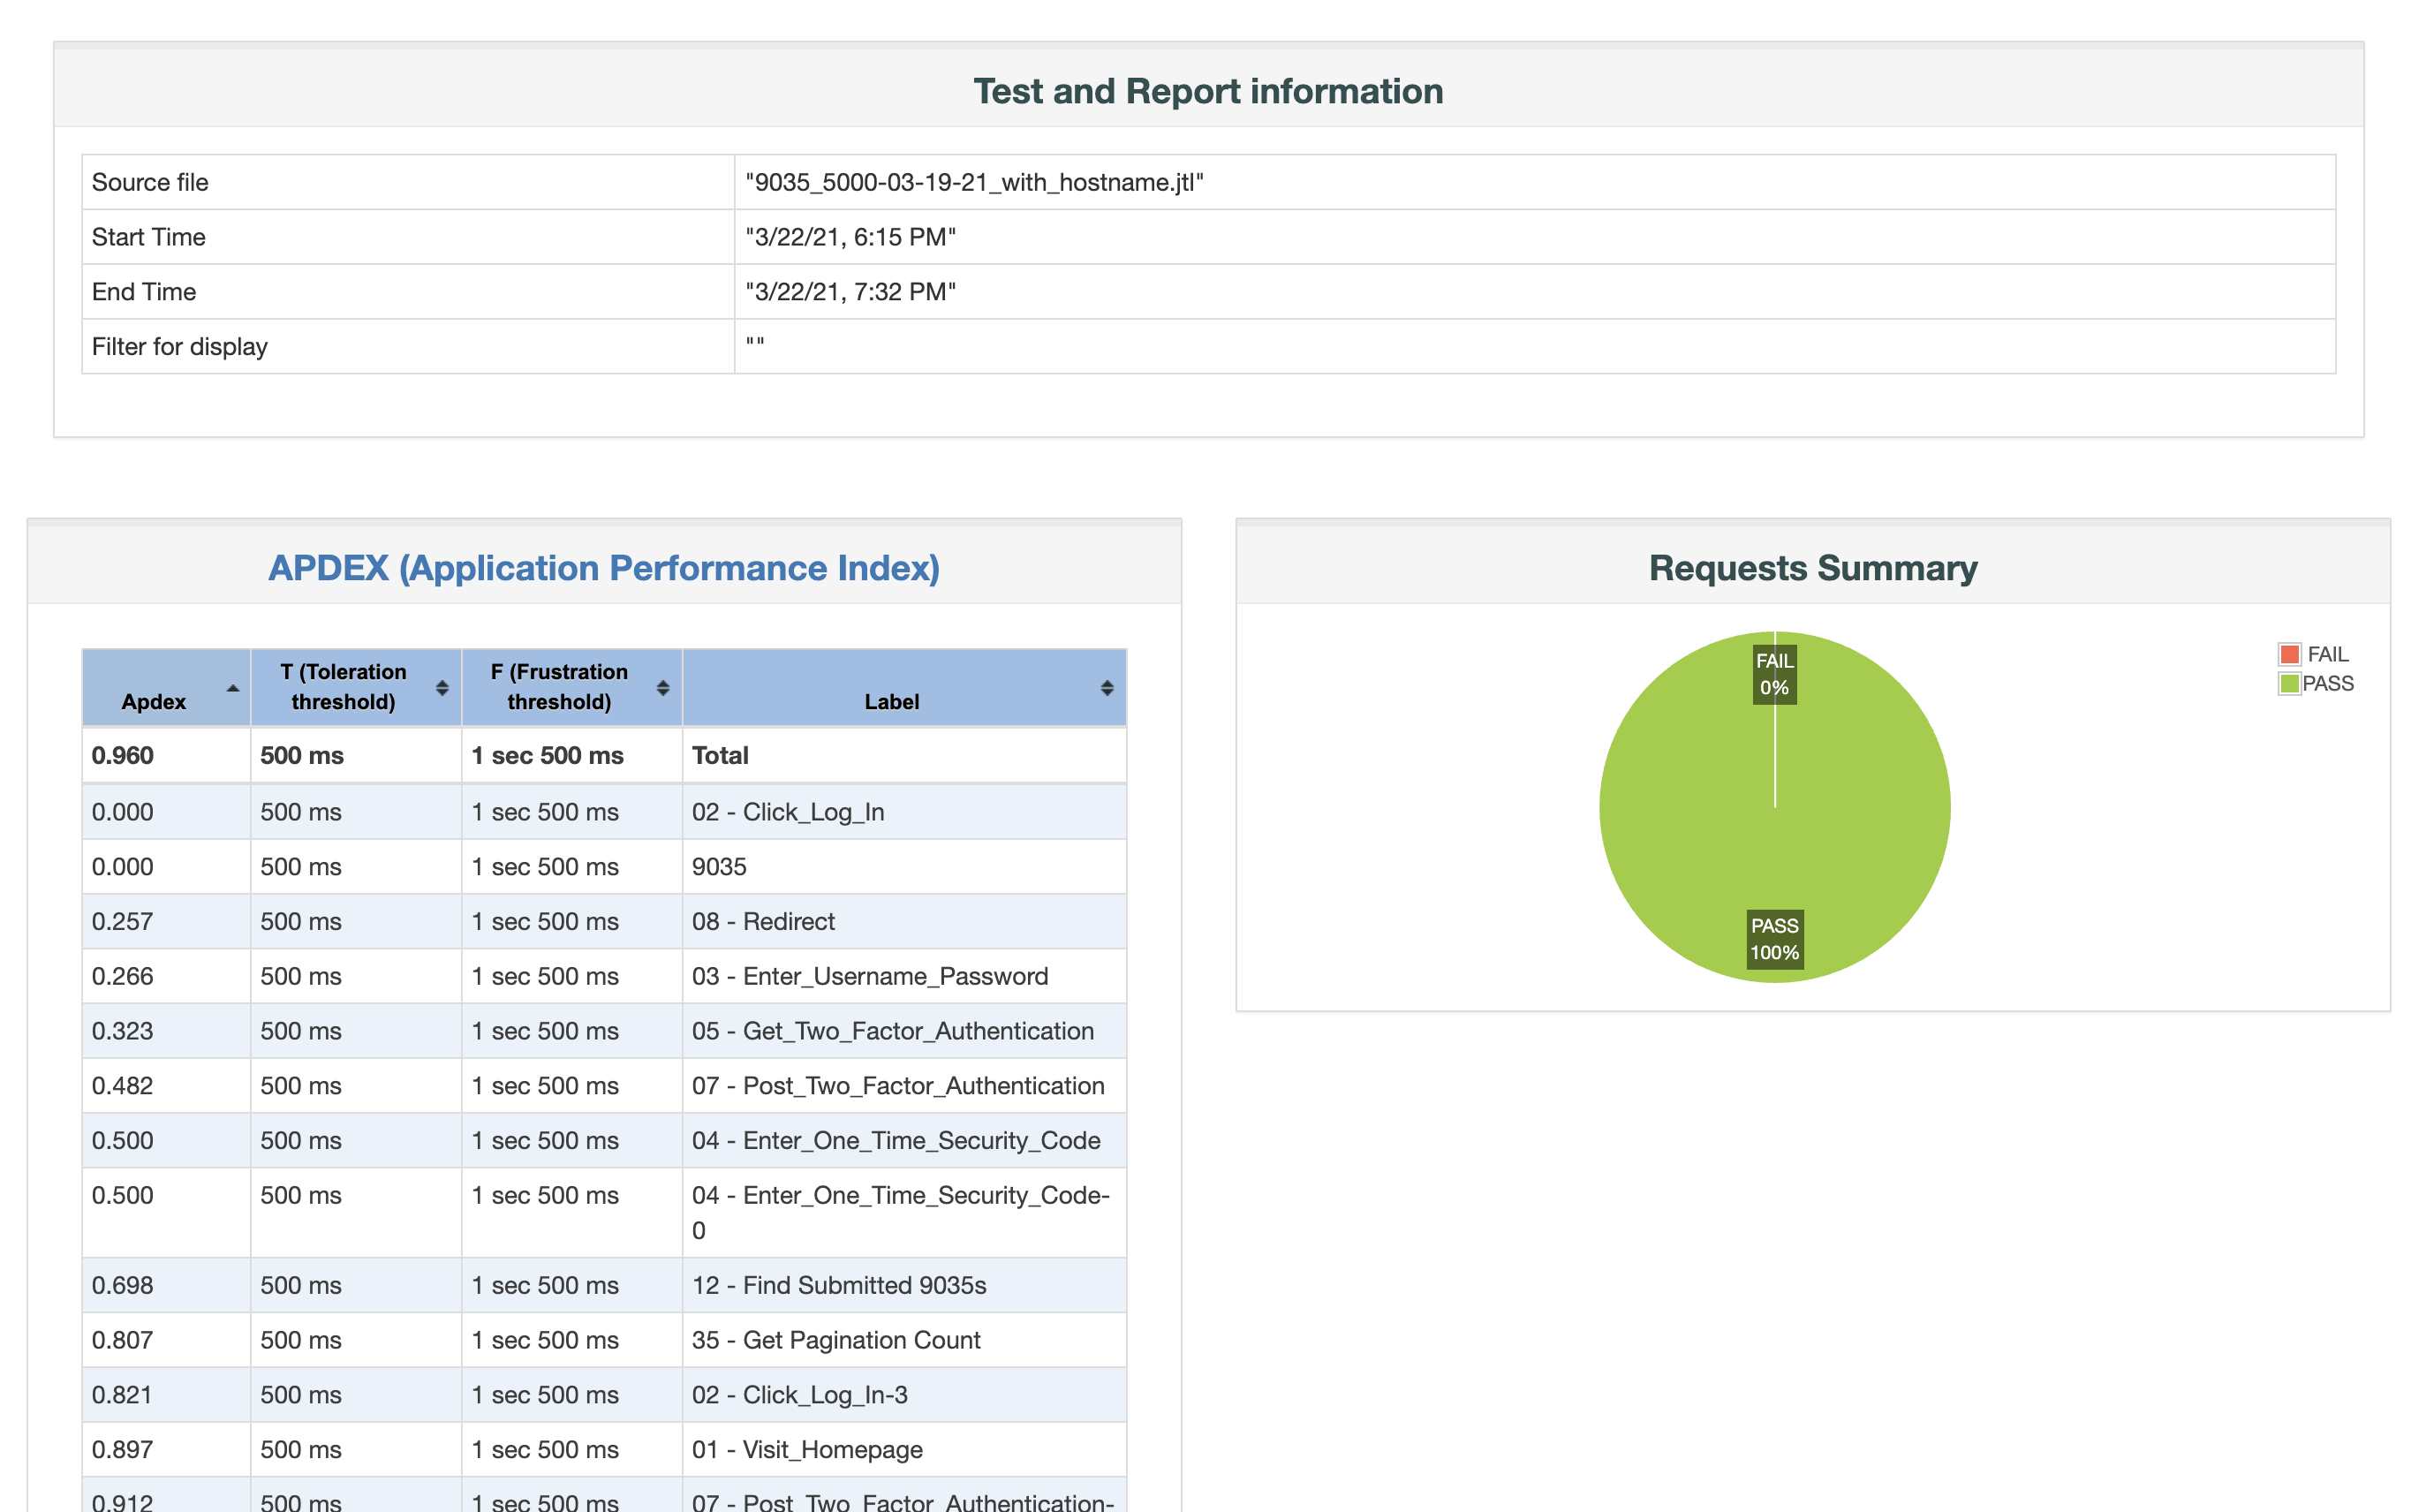 Test and Report information
Source file "9035_5000-03-19-21_with_hostname.jtl"
Start Time "3/22/21, 6:15 PM"
End Time "3/22/21, 7:32 PM"
Filter for display ""
APDEX (Application Performance Index)
Apdex T (Toleration threshold) F (Frustration threshold) Label
0.960 500 ms 1 sec 500 ms Total
0.000 500 ms 1 sec 500 ms 02 - Click_Log_In
0.000 500 ms 1 sec 500 ms 9035
0.257 500 ms 1 sec 500 ms 08 - Redirect
0.266 500 ms 1 sec 500 ms 03 - Enter_Username_Password
0.323 500 ms 1 sec 500 ms 05 - Get_Two_Factor_Authentication
0.482 500 ms 1 sec 500 ms 07 - Post_Two_Factor_Authentication
0.500 500 ms 1 sec 500 ms 04 - Enter_One_Time_Security_Code
0.500 500 ms 1 sec 500 ms 04 - Enter_One_Time_Security_Code-
0
0.698 500 ms 1 sec 500 ms 12 - Find Submitted 9035s
0.807 500 ms 1 sec 500 ms 35 - Get Pagination Count
0.821 500 ms 1 sec 500 ms 02 - Click_Log_In-3
0.897 500 ms 1 sec 500 ms 01 - Visit_Homepage
0.912 500 ms 1 sec 500 ms 07 - Post_Two_Factor_Authentication-
Requests Summary
FAIL
0%
PASS
100%
FAIL
PASS